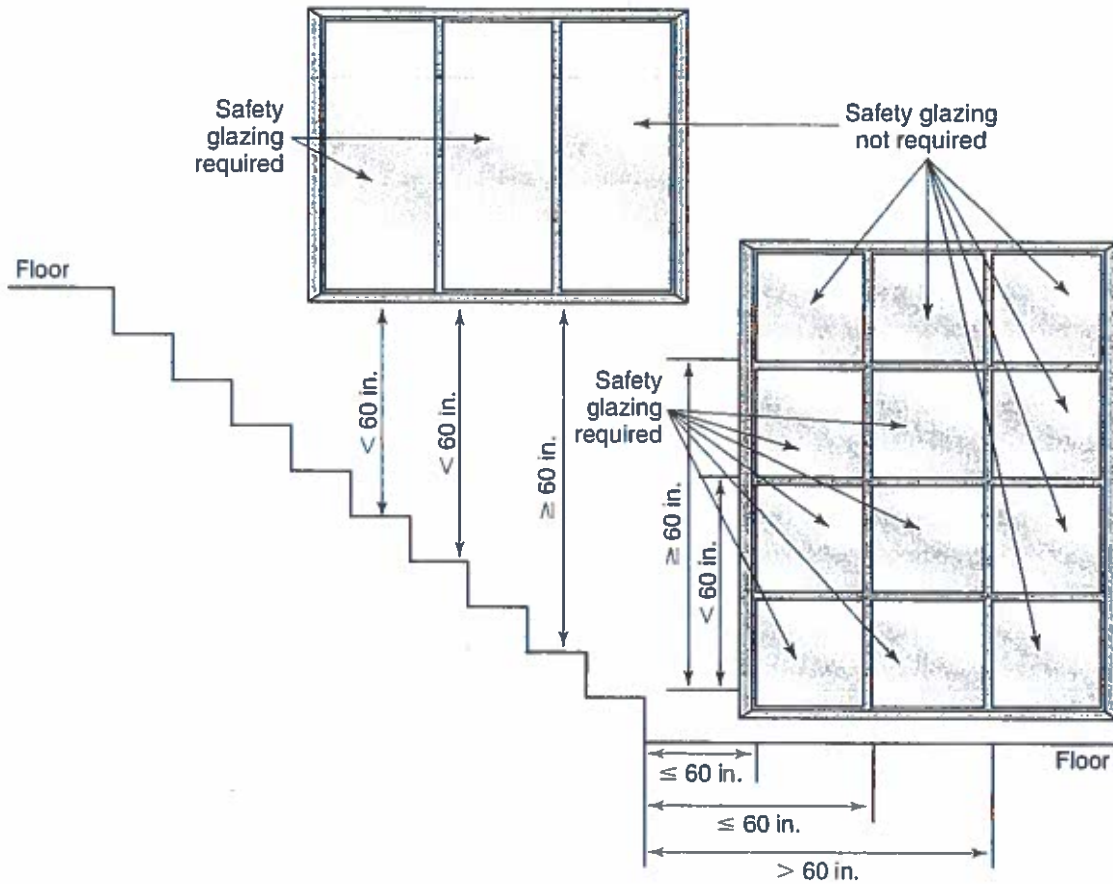 Safety
glazing
required
Safety glazing
not required
Floor
< 60 in.
< 60 in.
≥ 60 in.
Safety
glazing
required
≥ 60 in.
< 60 in.
Floor
≤ 60 in.
≤ 60 in.
> 60 in.